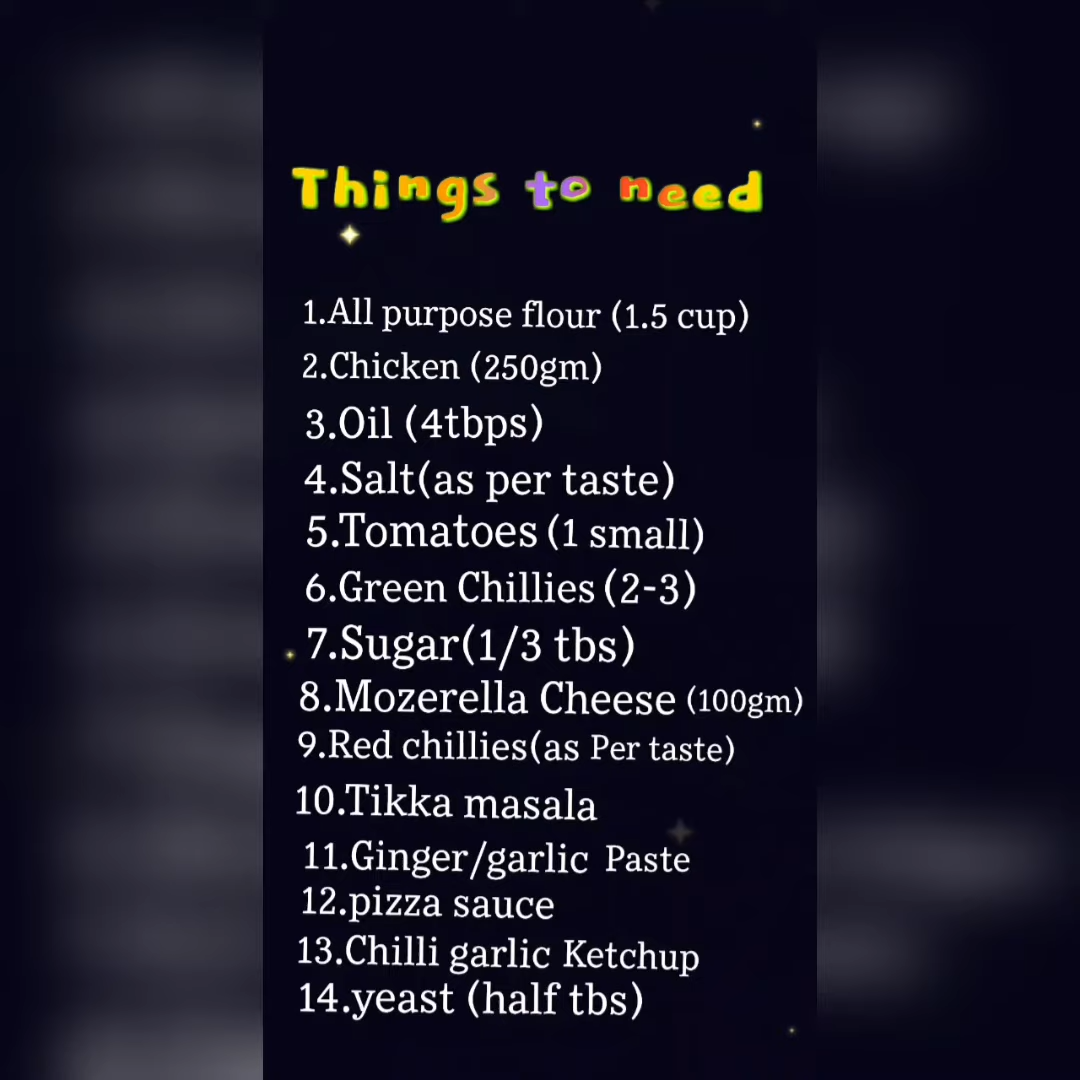 Things to need
1.All purpose flour (1.5 cup)
2.Chicken (250gm)
3.Oil (4tbps)
4.Salt(as per taste)
5.Tomatoes (1 small)
6.Green Chillies (2-3)
7.Sugar(1/3 tbs)
8.Mozerella Cheese (100gm)
9.Red chillies(as Per taste)
10.Tikka masala
11.Ginger/garlic Paste
12.pizza sauce
13.Chilli garlic Ketchup
14.yeast (half tbs)